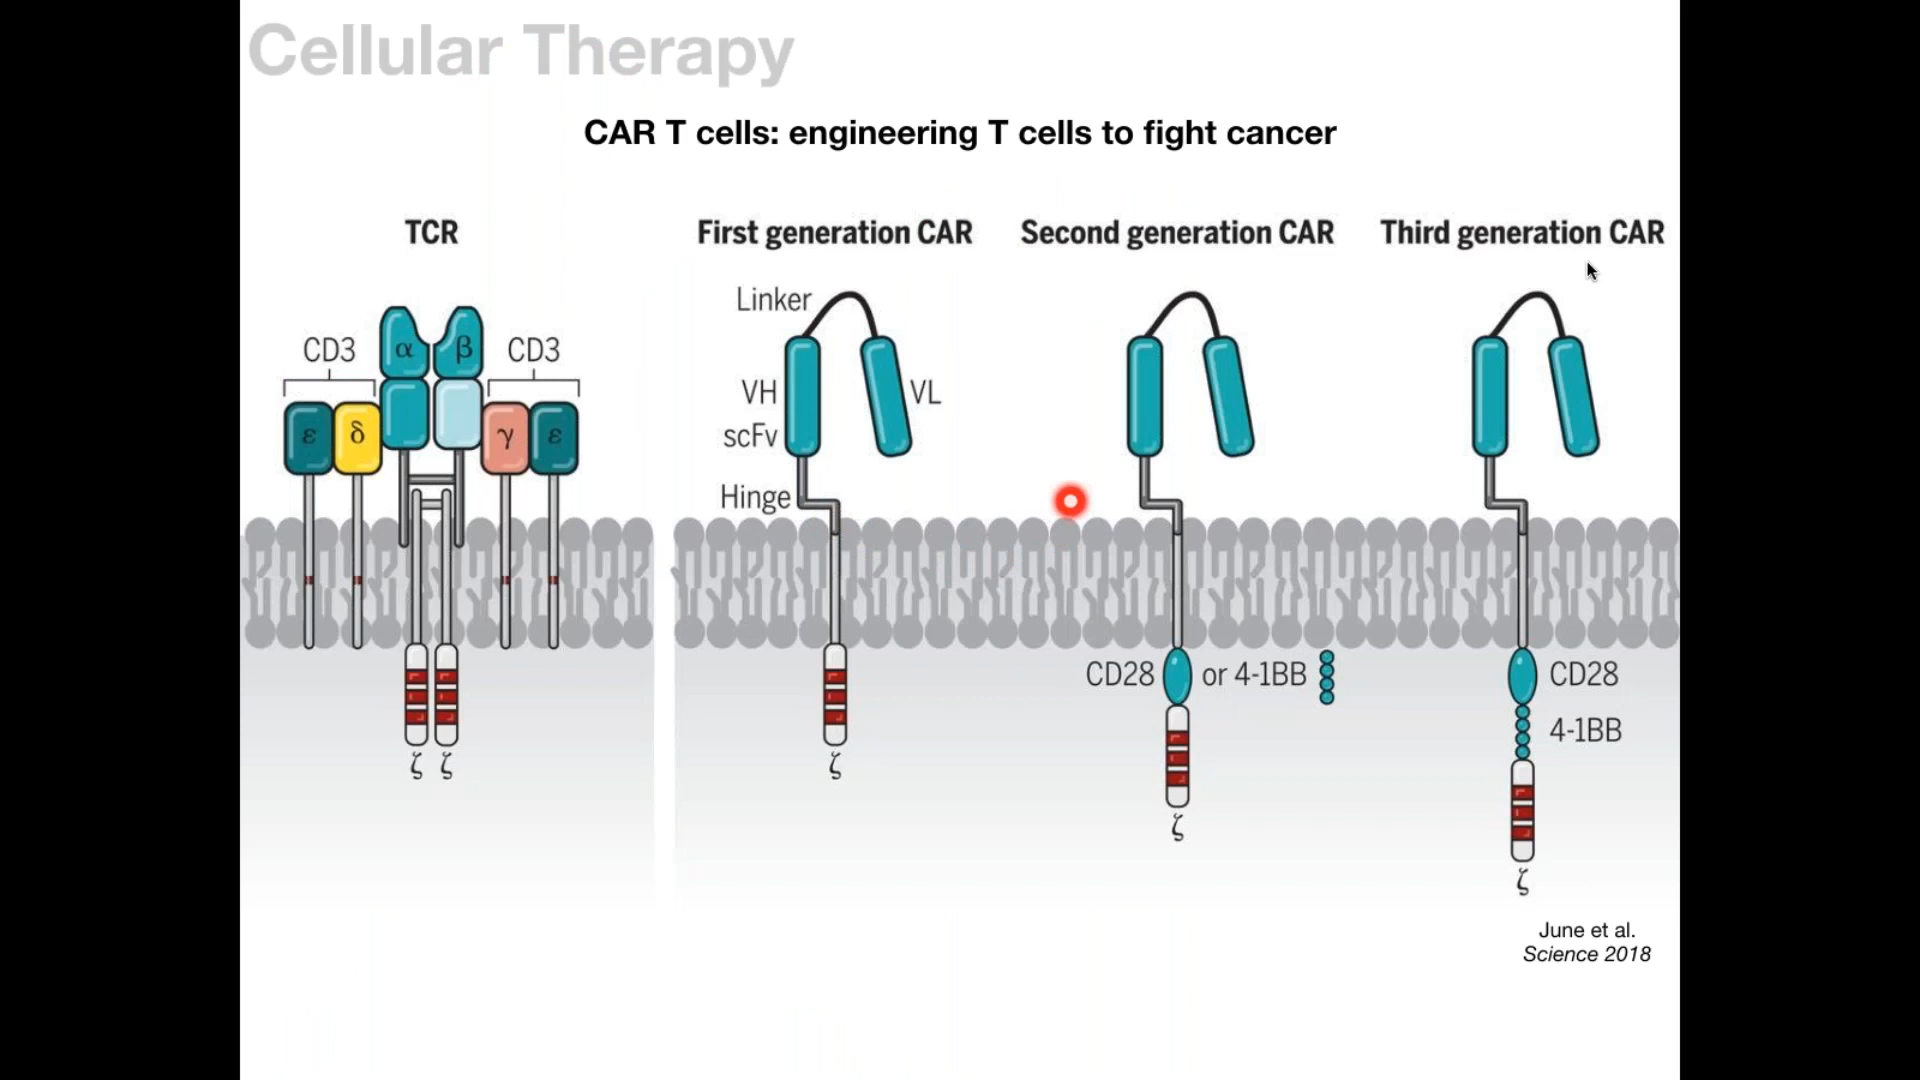 Cellular Therapy
CAR T cells: engineering T cells to fight cancer
TCR
CD3
CD3
α
β
ε
δ
γ
ε
ζ ζ
First generation CAR
Linker
VH
VL
scFv
Hinge
ζ
Second generation CAR
CD28
or 4-1BB
ζ
Third generation CAR
CD28
4-1BB
ζ
June et al.
Science 2018